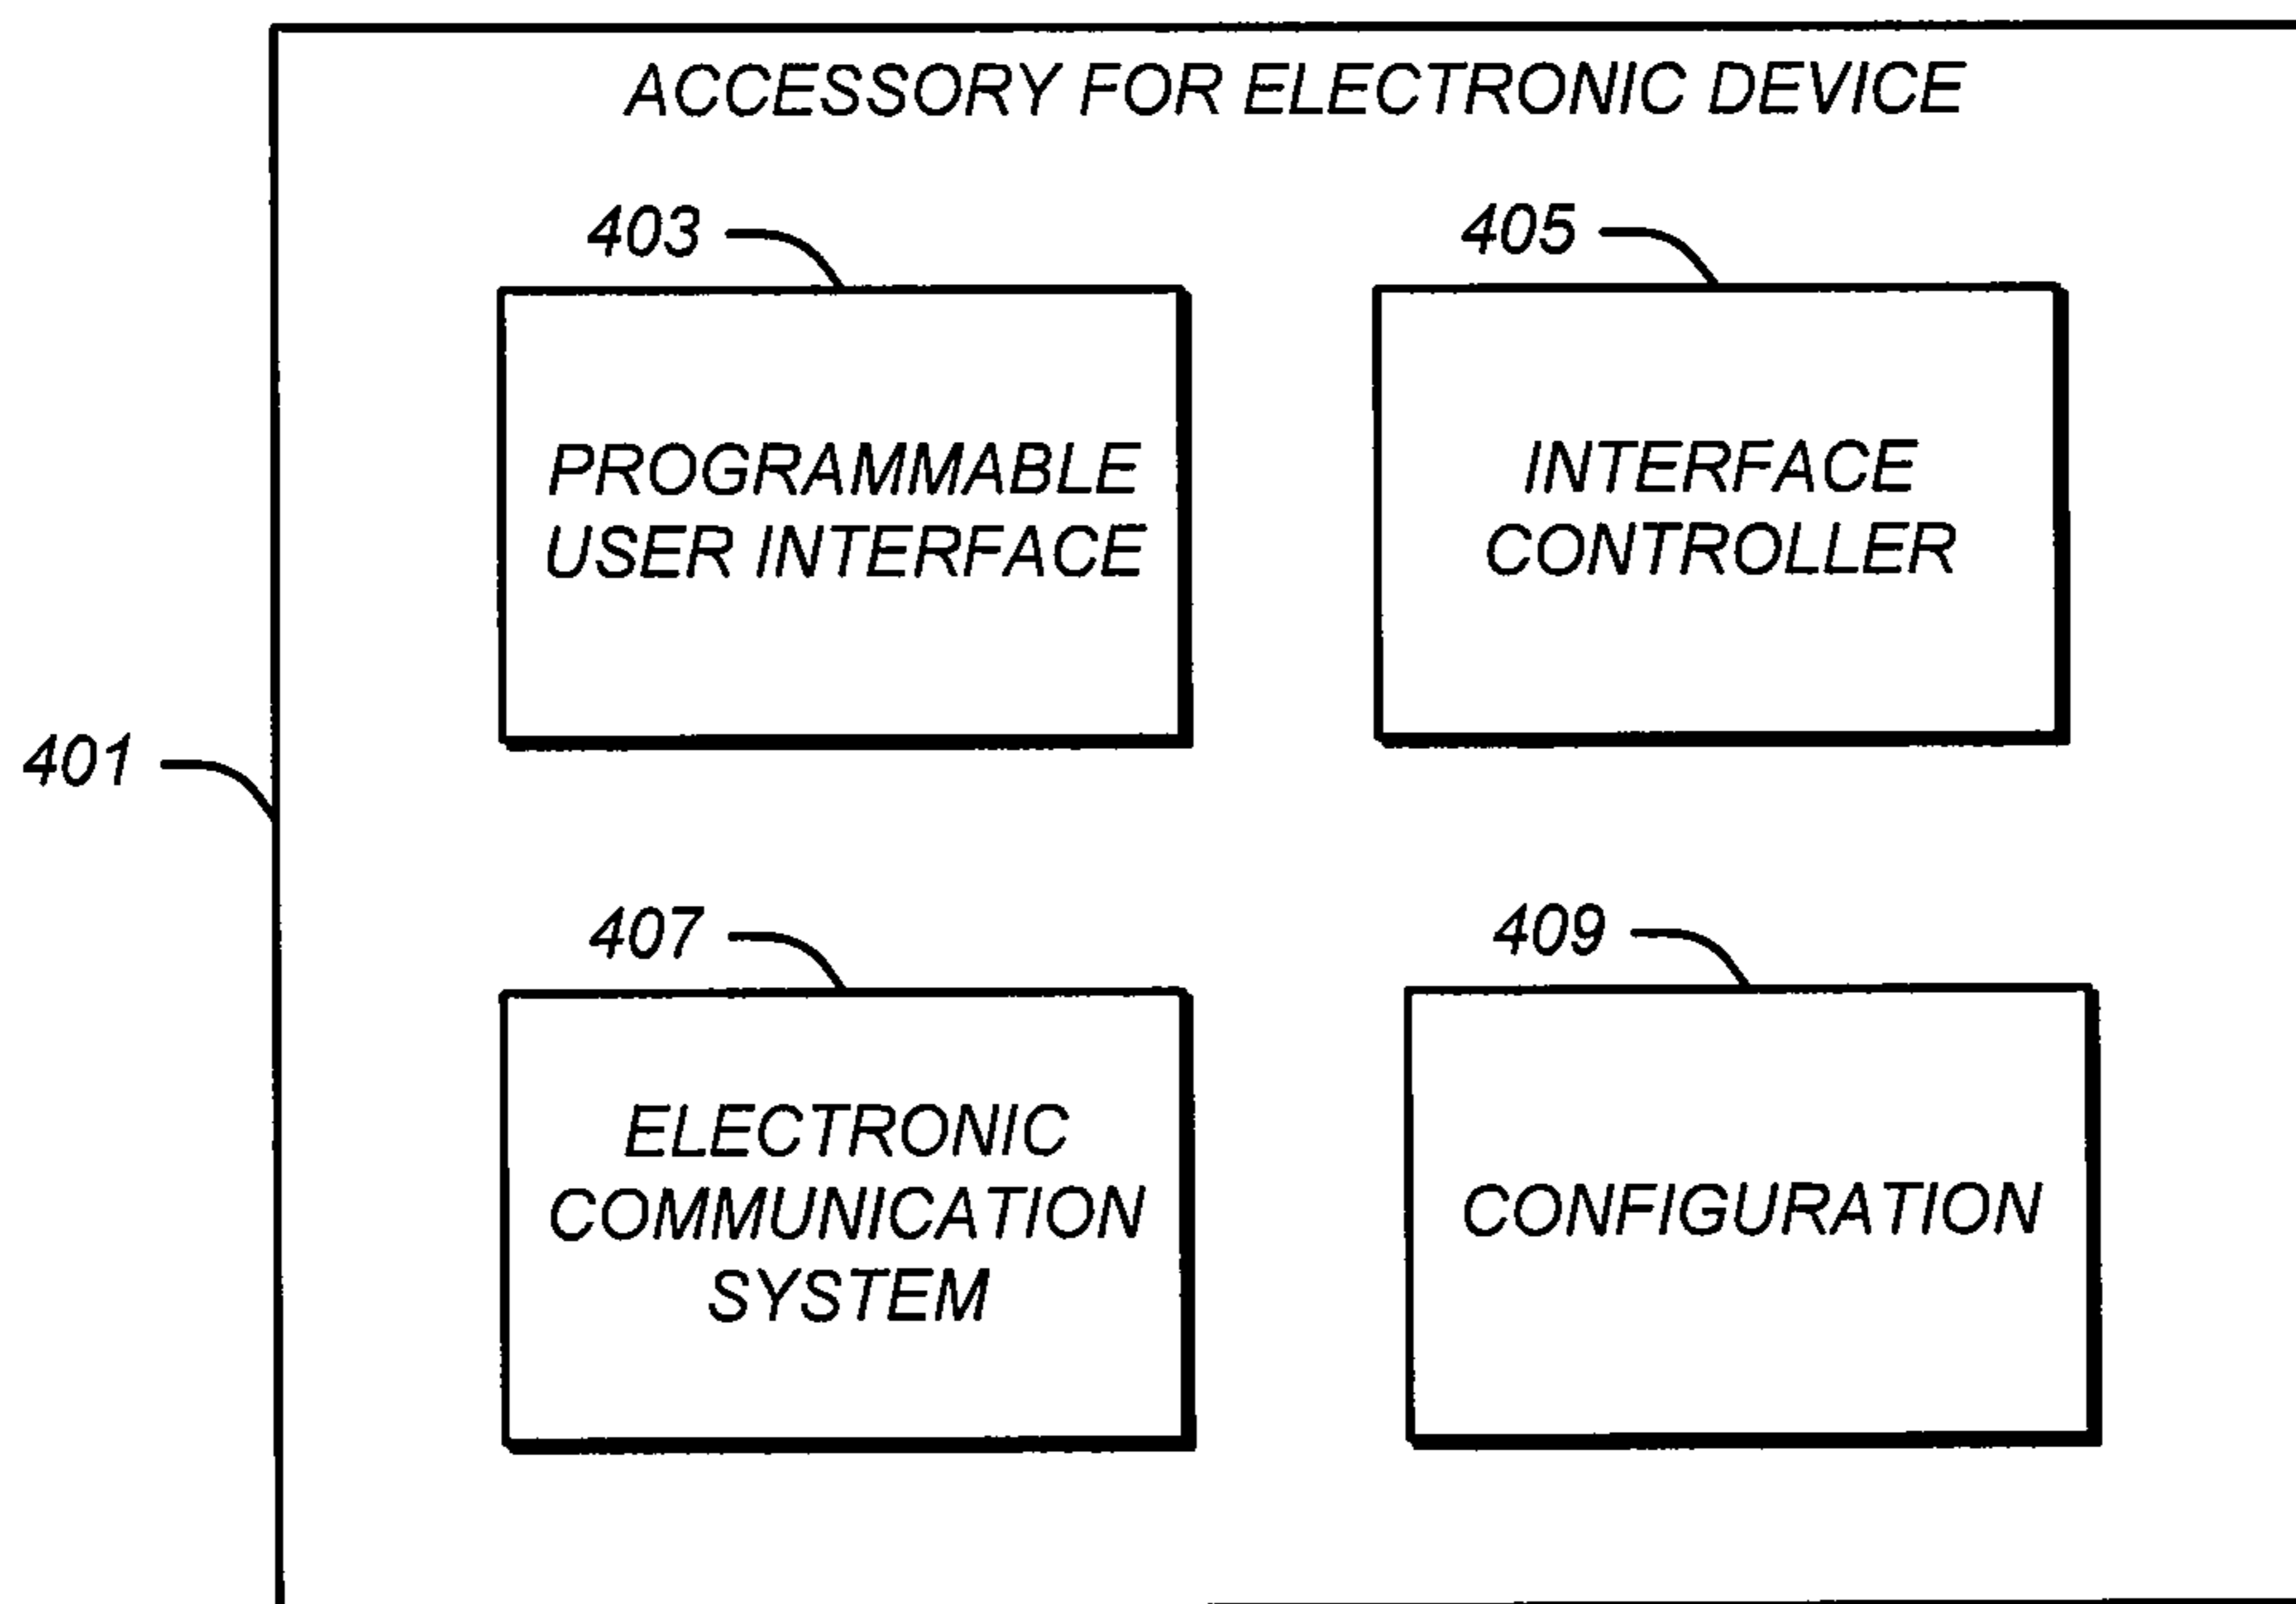 ACCESSORY FOR ELECTRONIC DEVICE
403
405
PROGRAMMABLE
USER INTERFACE
INTERFACE
CONTROLLER
401
407
409
ELECTRONIC
COMMUNICATION
SYSTEM
CONFIGURATION